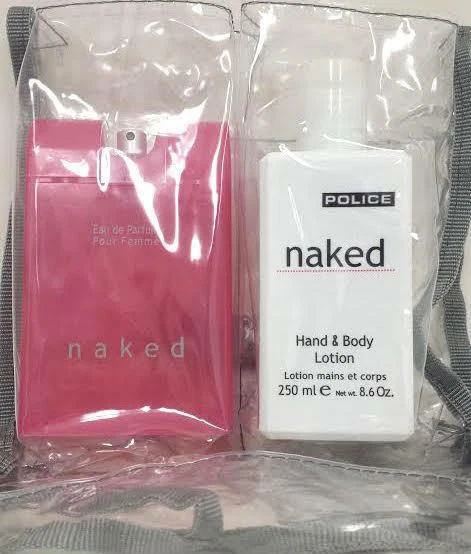 Eau de Parfum
Pour Femme
naked
POLICE
naked
Hand & Body
Lotion
Lotion mains et corps
250 ml e Net wt. 8.6 Oz.